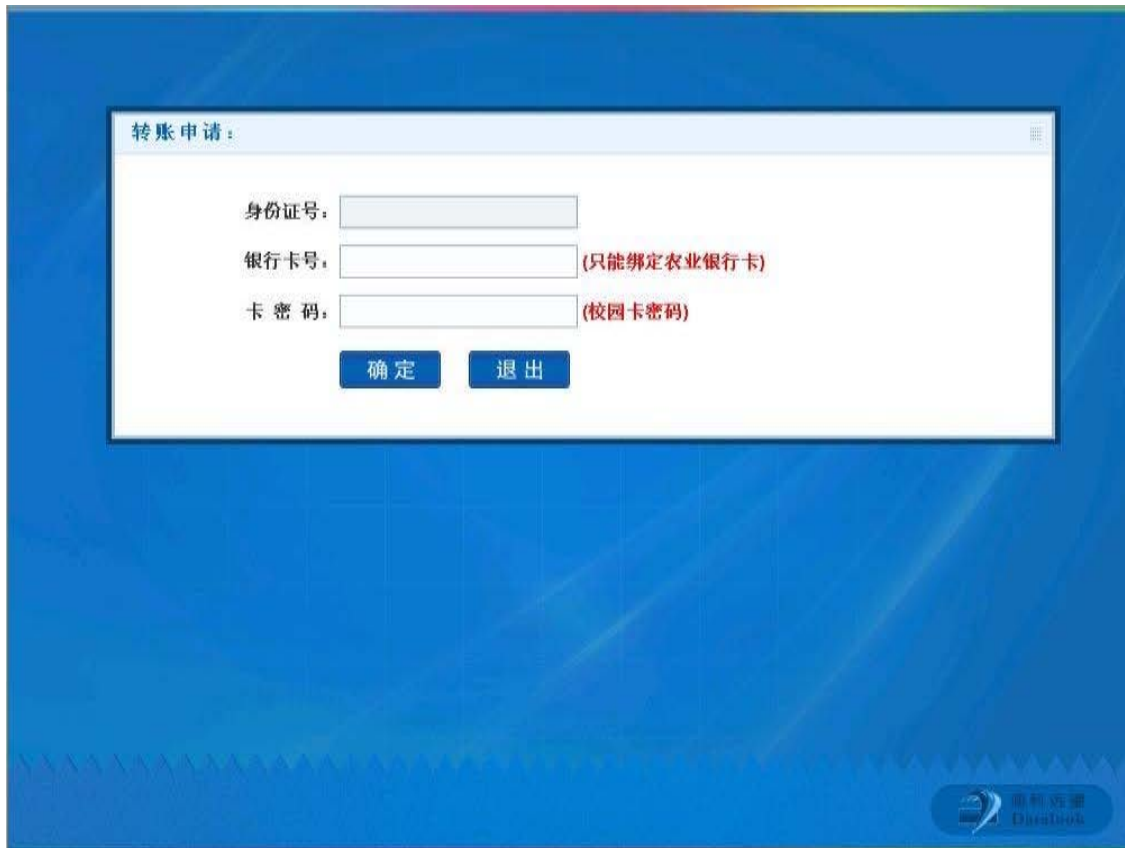 转账申请：
身份证号：
银行卡号： (只能绑定农业银行卡)
卡 密 码： (校园卡密码)
确 定 退 出